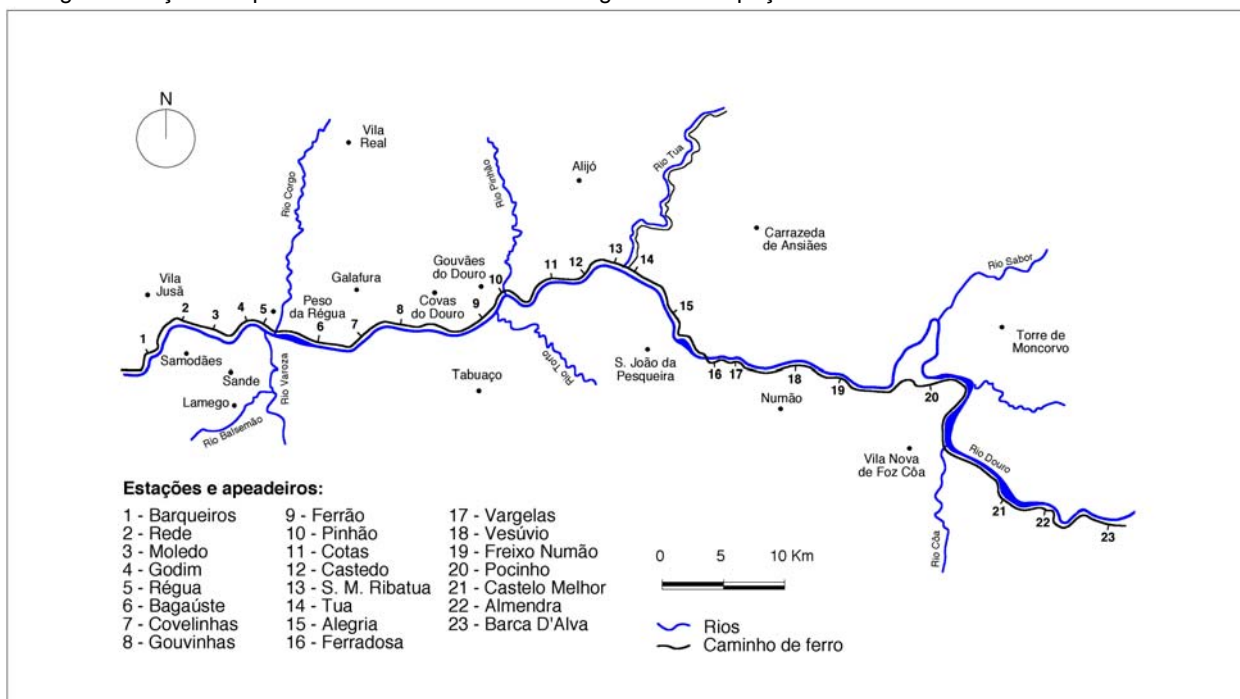 N
Vila
Real
Rio Corgo
Rio Pinhão
Alijó
Rio Tua
Carrazeda
de Ansiães
Rio Sabor
Torre de
Moncorvo
Vila
Jusã
Galafura
Gouvães
do Douro
Covas
do Douro
Peso
da Régua
1
2
3
4
5
6
7
8
9
10
11
12
13
14
15
16
17
18
19
20
21
22
23
Samodães
Sande
Lamego
Rio Balsemão
Rio Varoza
Tabuaço
Rio Torto
S. João da
Pesqueira
Numão
Vila Nova
de Foz Côa
Rio Douro
Rio Côa
Estações e apeadeiros:
1 - Barqueiros
2 - Rede
3 - Moledo
4 - Godim
5 - Régua
6 - Bagaúste
7 - Covelinhas
8 - Gouvinhas
9 - Ferrão
10 - Pinhão
11 - Cotas
12 - Castedo
13 - S. M. Ribatua
14 - Tua
15 - Alegria
16 - Ferradosa
17 - Vargelas
18 - Vesúvio
19 - Freixo Numão
20 - Pocinho
21 - Castelo Melhor
22 - Almendra
23 - Barca D'Alva
0 5 10 Km
Rios
Caminho de ferro